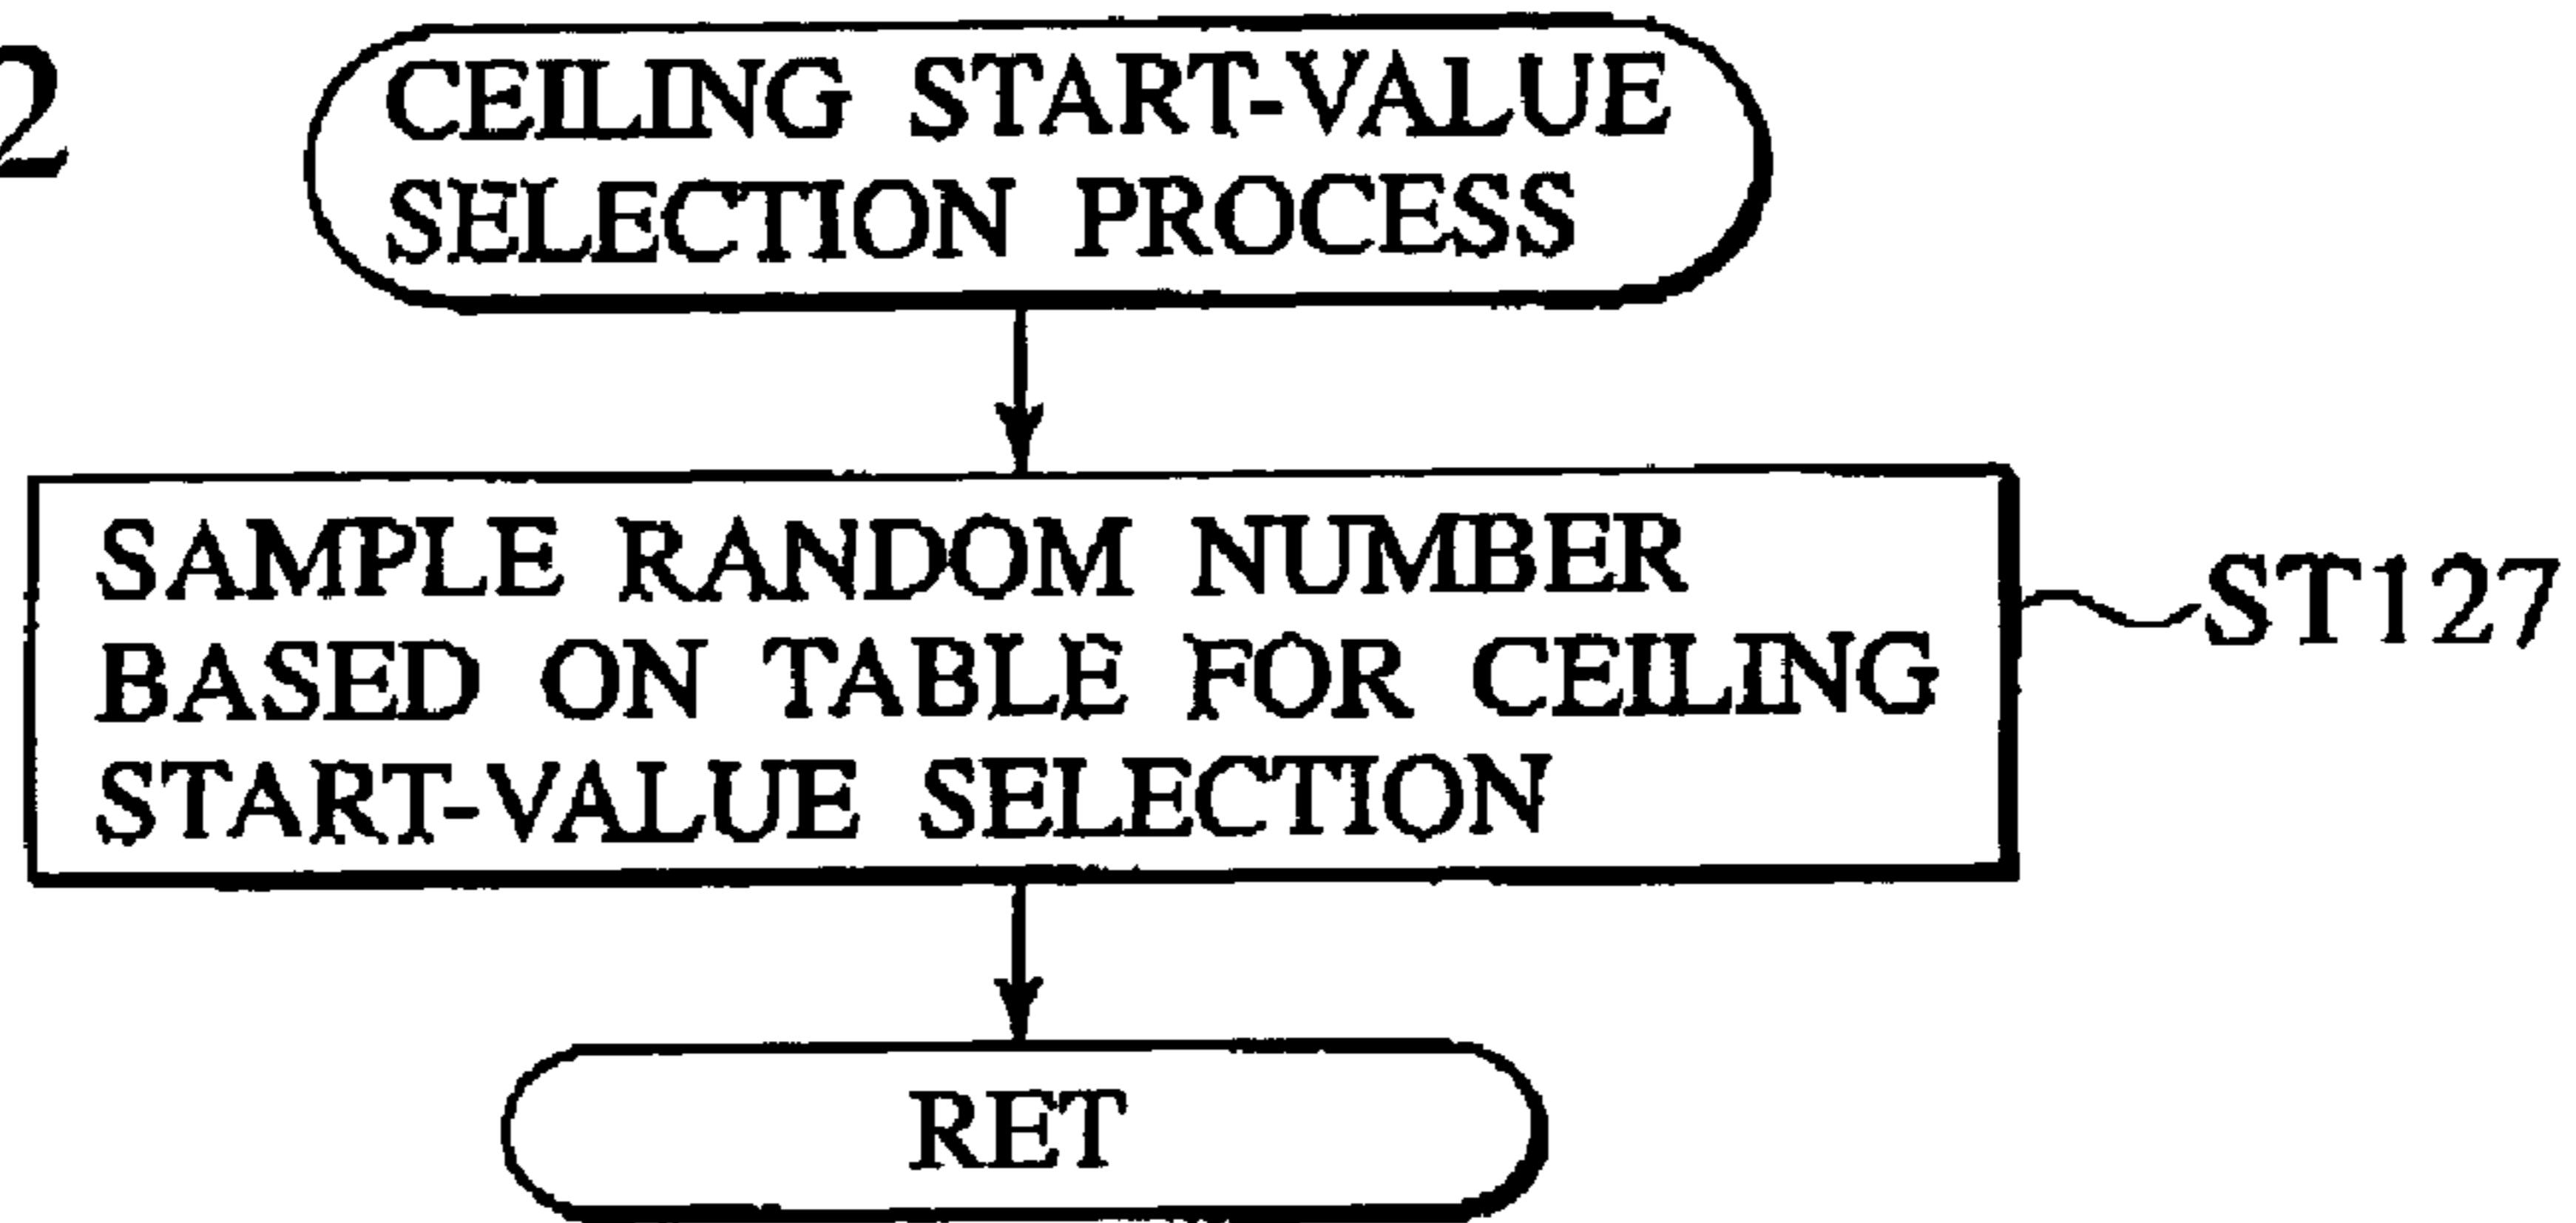 2
CEILING START-VALUE
SELECTION PROCESS
SAMPLE RANDOM NUMBER
BASED ON TABLE FOR CEILING
START-VALUE SELECTION
ST127
RET